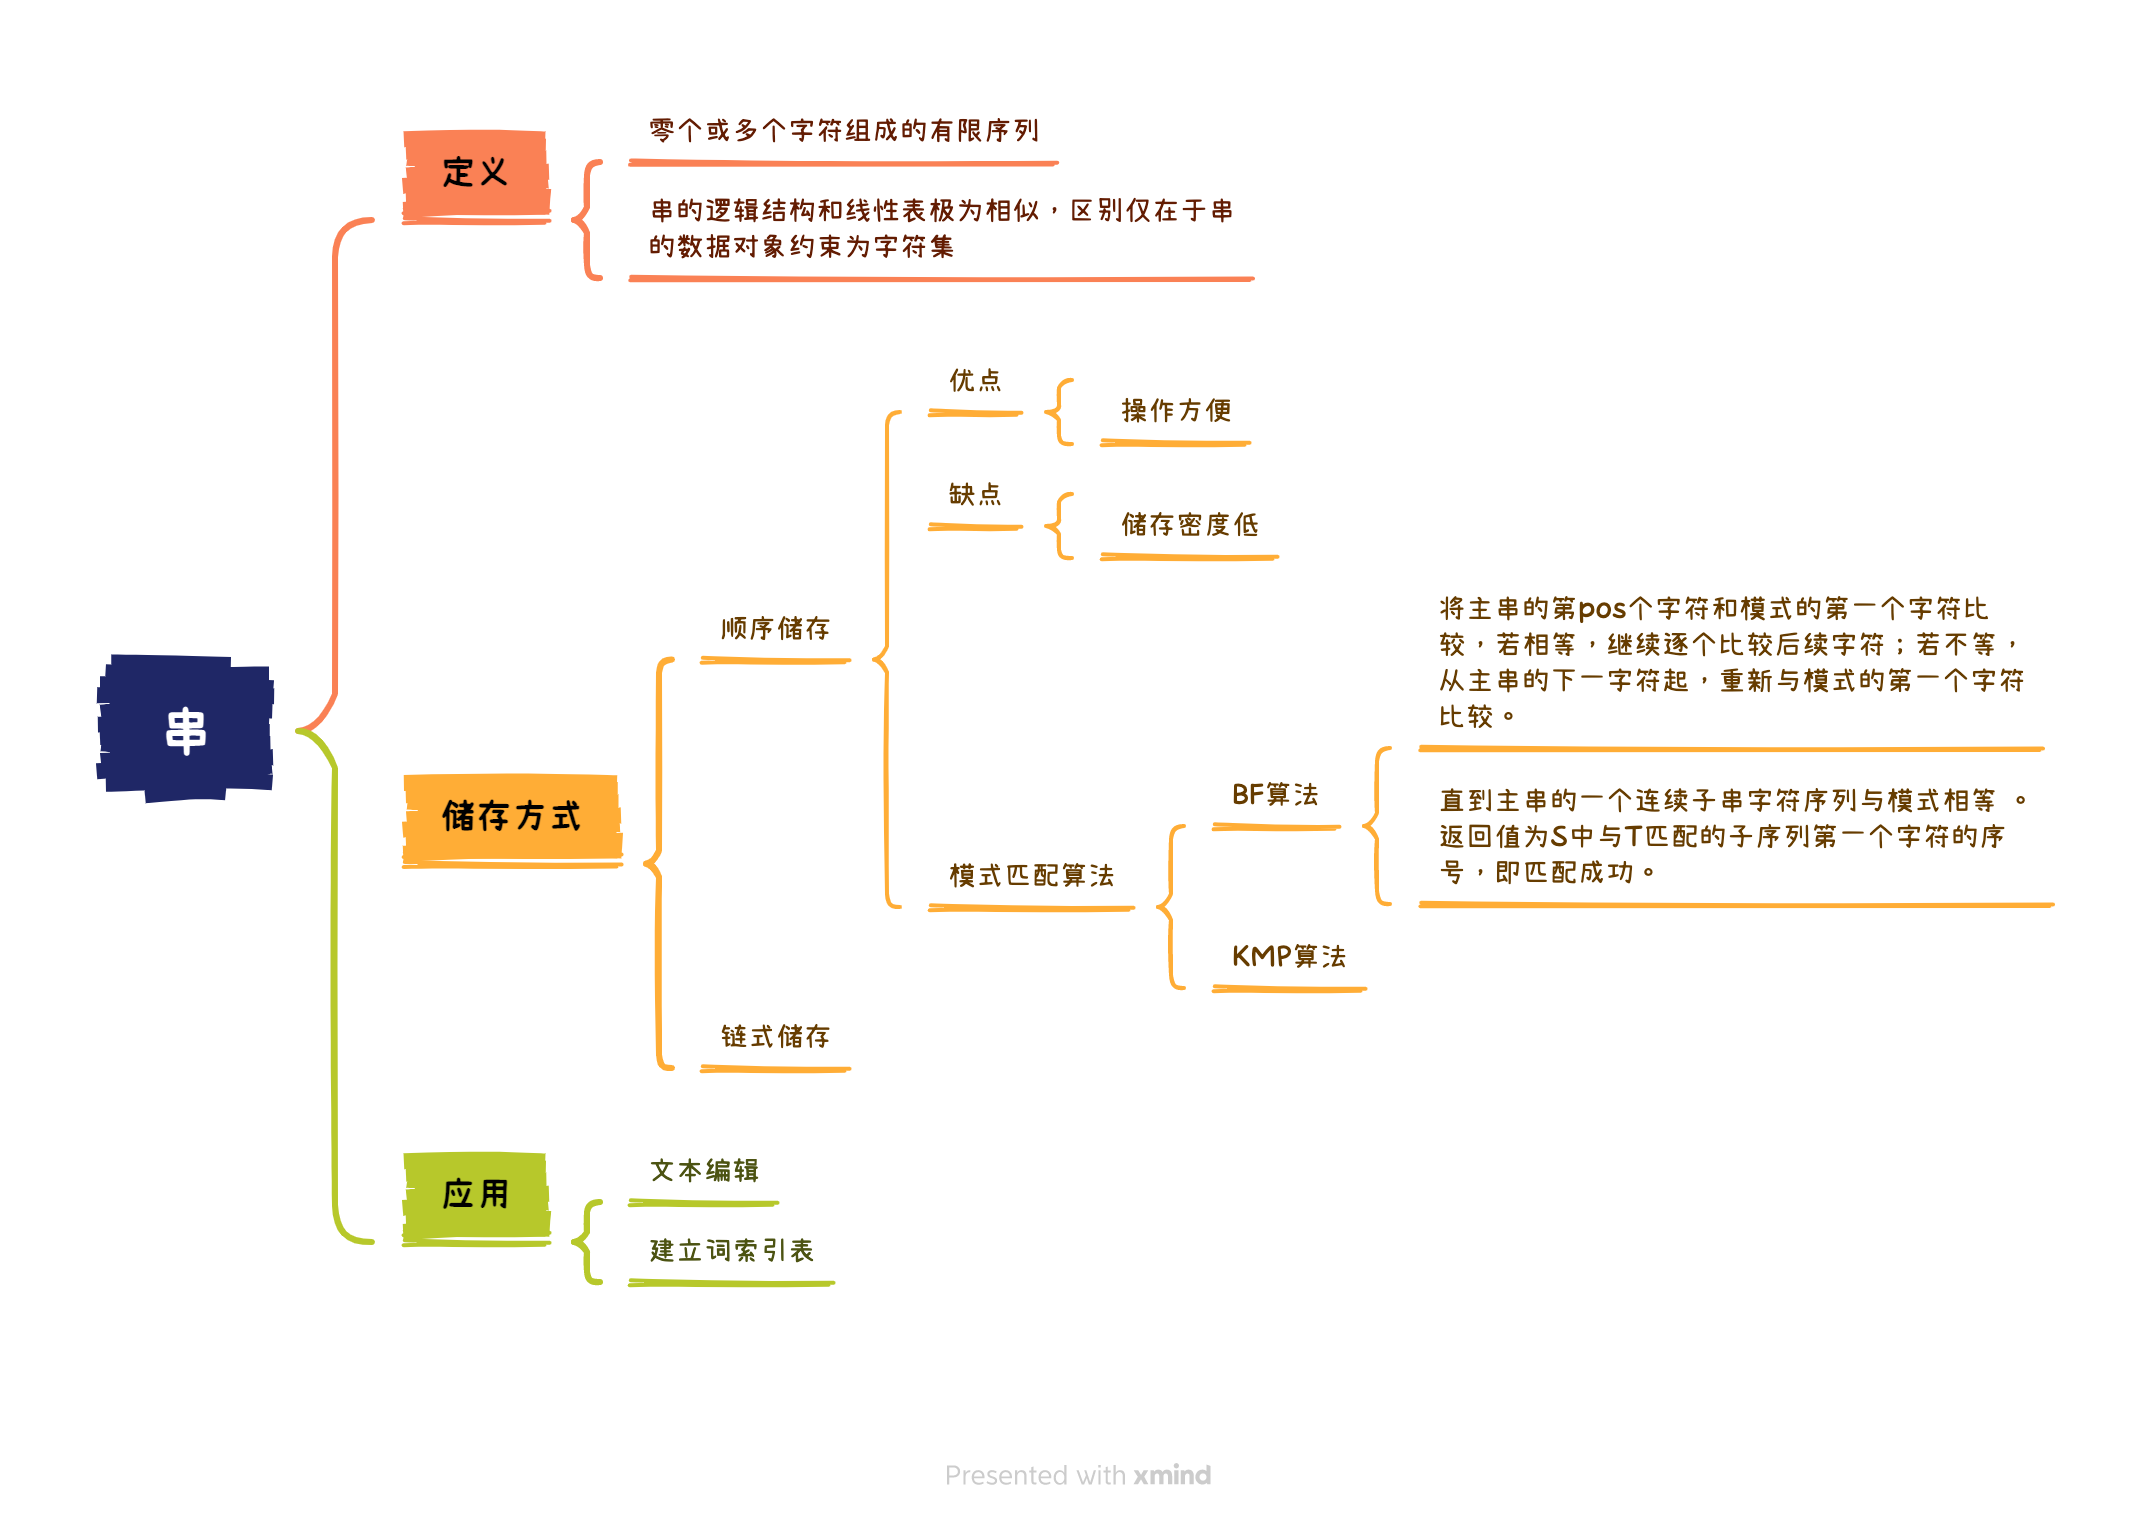 串
定义
零个或多个字符组成的有限序列
串的逻辑结构和线性表极为相似，区别仅在于串
的数据对象约束为字符集
储存方式
顺序储存
优点
操作方便
缺点
储存密度低
模式匹配算法
BF算法
将主串的第pos个字符和模式的第一个字符比
较，若相等，继续逐个比较后续字符；若不等，
从主串的下一字符起，重新与模式的第一个字符
比较。
直到主串的一个连续子串字符序列与模式相等 。
返回值为S中与T匹配的子序列第一个字符的序
号，即匹配成功。
KMP算法
链式储存
应用
文本编辑
建立词索引表
Presented with xmind